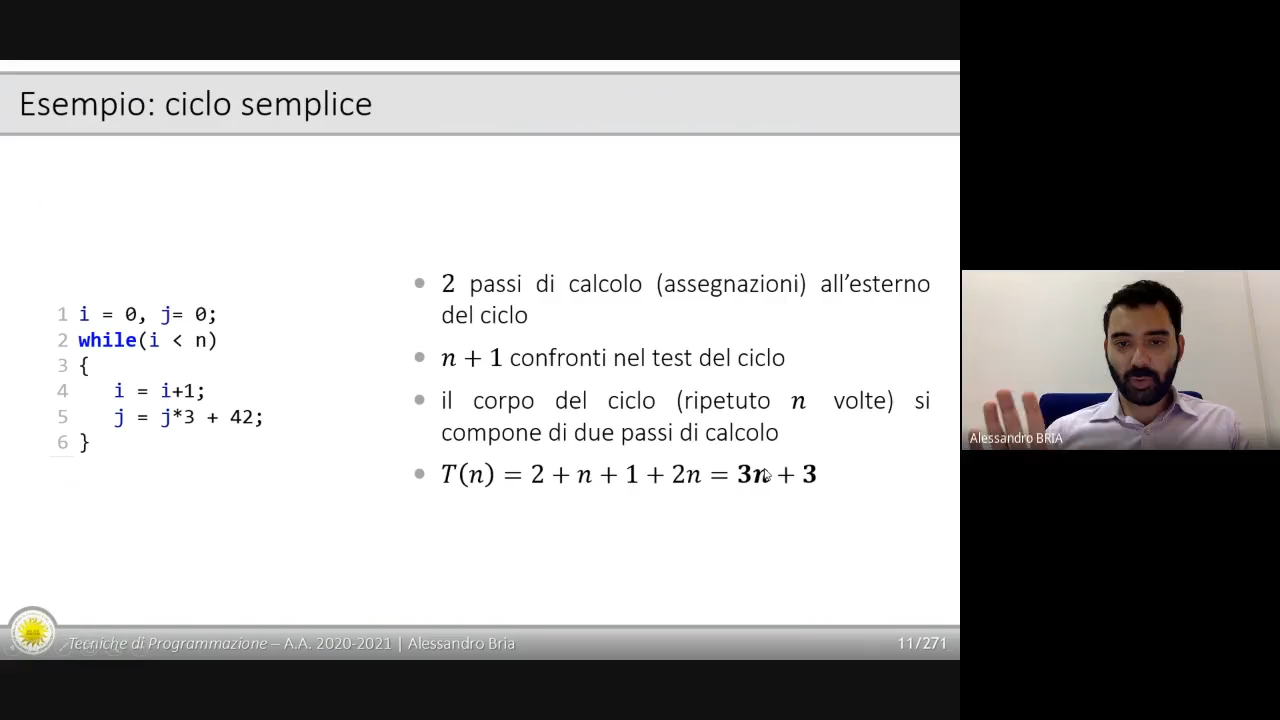 Esempio: ciclo semplice
1 i = 0, j= 0;
2 while(i < n)
3 {
4 i = i+1;
5 j = j*3 + 42;
6 }
2 passi di calcolo (assegnazioni) all’esterno
del ciclo
n + 1 confronti nel test del ciclo
il corpo del ciclo (ripetuto n volte) si
compone di due passi di calcolo
T(n) = 2 + n + 1 + 2n = 3n + 3
Alessandro BRIA
Tecniche di Programmazione – A.A. 2020-2021 | Alessandro Bria
11/271